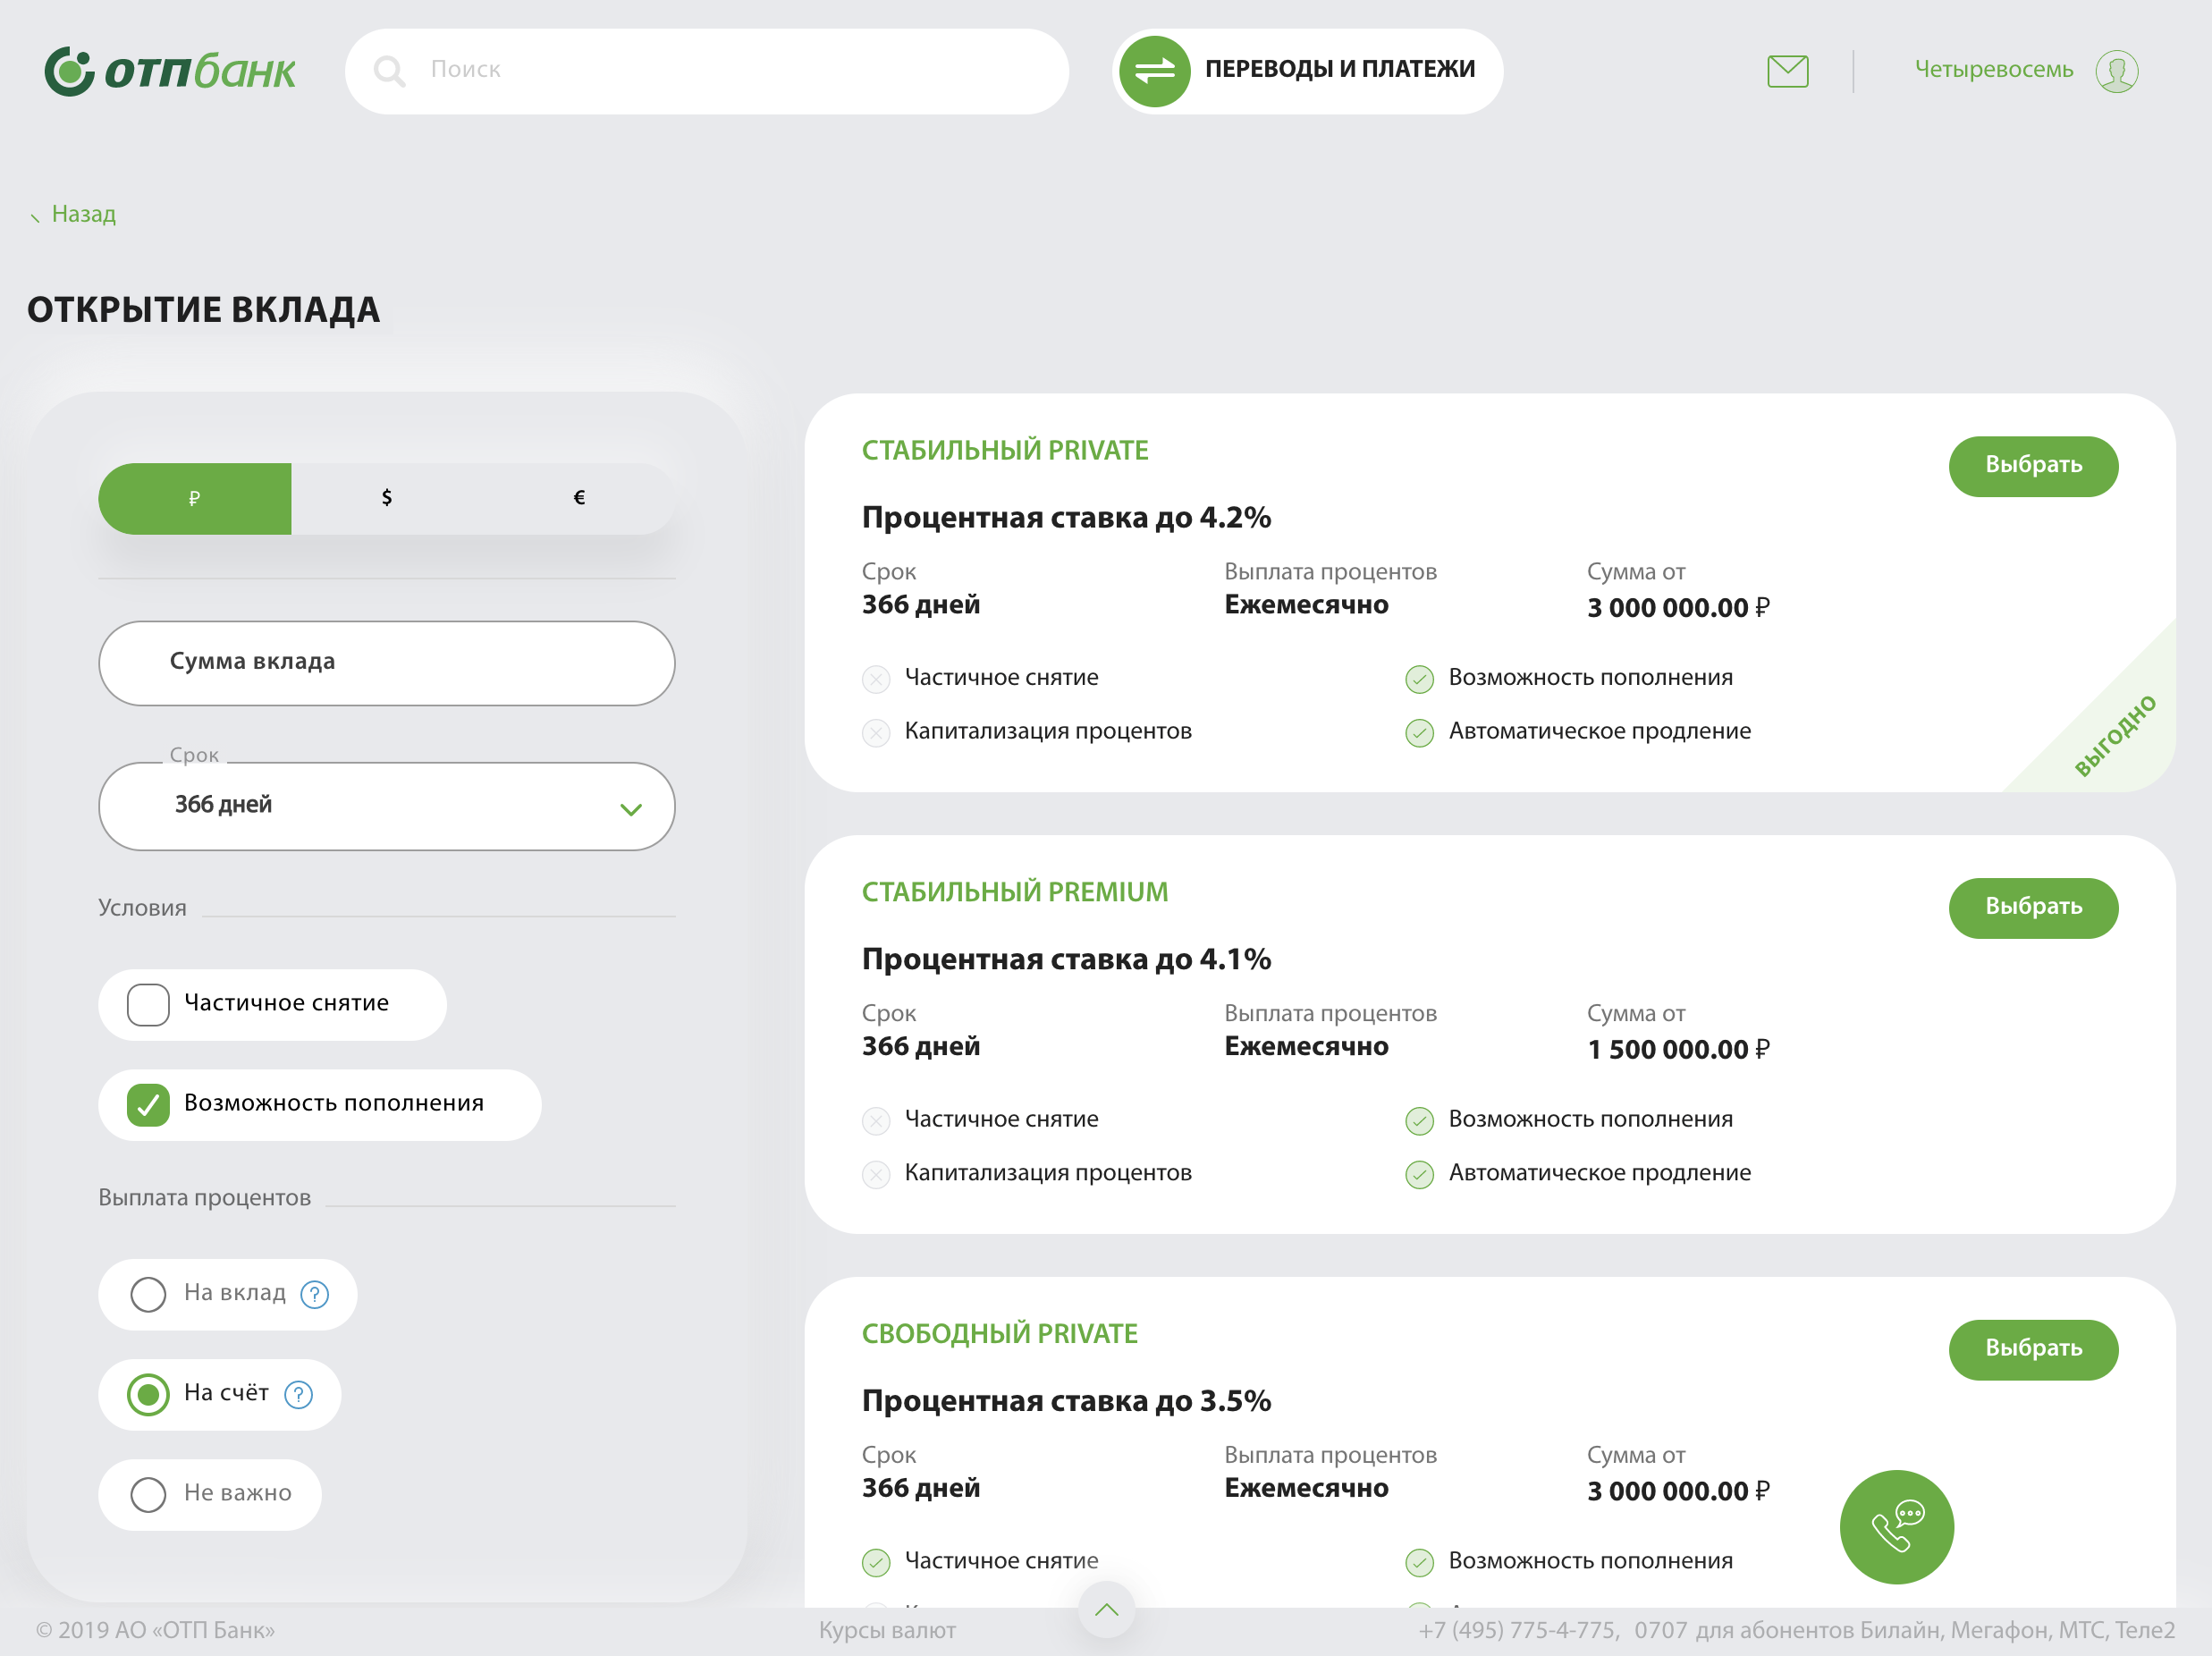 отпбанк
Поиск
ПЕРЕВОДЫ И ПЛАТЕЖИ
Четыревосемь
Назад
ОТКРЫТИЕ ВКЛАДА
₽ $ €
Сумма вклада
Срок
366 дней
Условия
Частичное снятие
Возможность пополнения
Выплата процентов
На вклад ?
На счёт ?
Не важно
СТАБИЛЬНЫЙ PRIVATE
Выбрать
Процентная ставка до 4.2%
Срок Выплата процентов Сумма от
366 дней Ежемесячно 3 000 000.00 ₽
Частичное снятие Возможность пополнения
Капитализация процентов Автоматическое продление
ВЫГОДНО
СТАБИЛЬНЫЙ PREMIUM
Выбрать
Процентная ставка до 4.1%
Срок Выплата процентов Сумма от
366 дней Ежемесячно 1 500 000.00 ₽
Частичное снятие Возможность пополнения
Капитализация процентов Автоматическое продление
СВОБОДНЫЙ PRIVATE
Выбрать
Процентная ставка до 3.5%
Срок Выплата процентов Сумма от
366 дней Ежемесячно 3 000 000.00 ₽
Частичное снятие Возможность пополнения
© 2019 АО «ОТП Банк» Курсы валют +7 (495) 775-4-775, 0707 для абонентов Билайн, Мегафон, МТС, Теле2